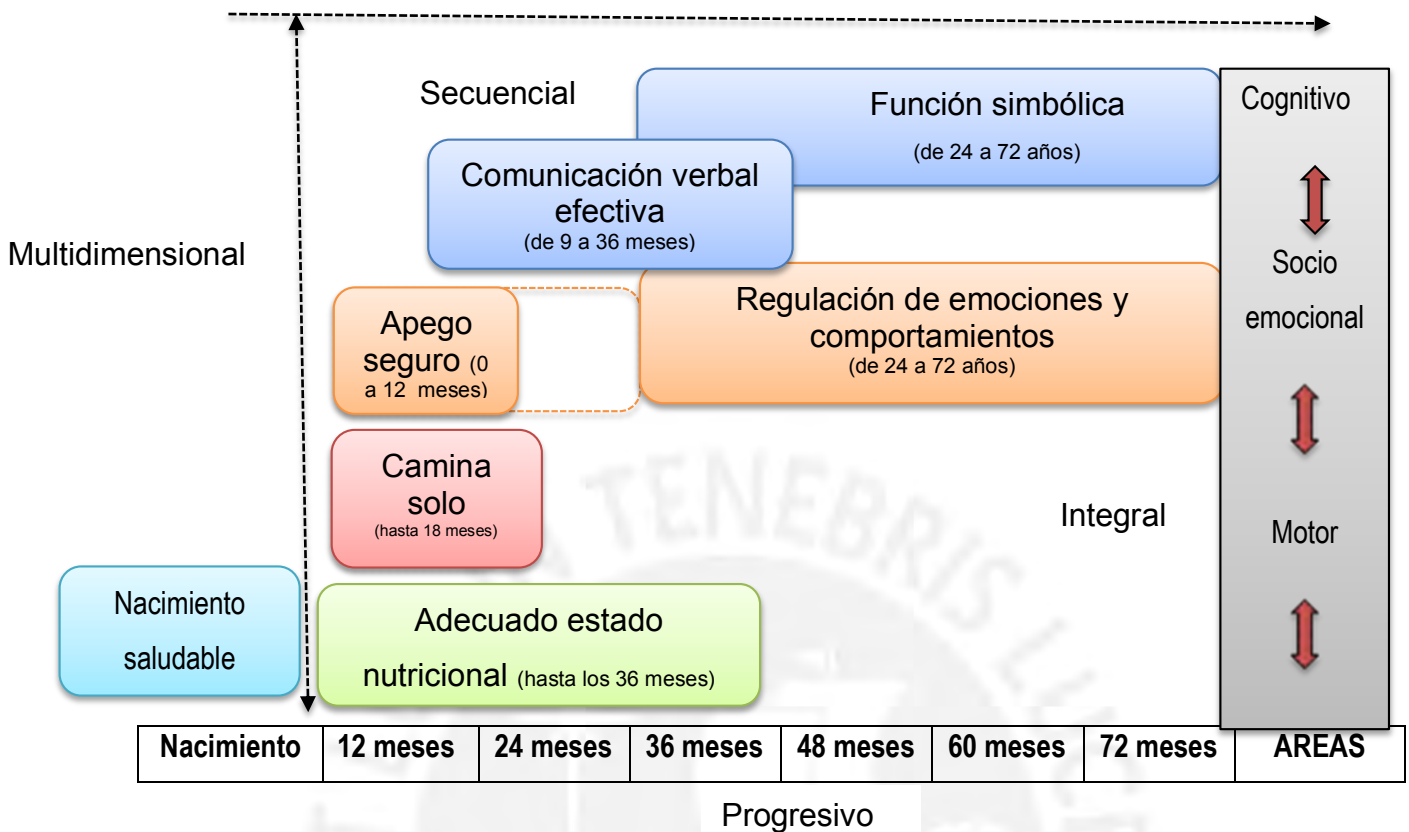 Secuencial
Función simbólica
(de 24 a 72 años)
Cognitivo
Comunicación verbal
efectiva
(de 9 a 36 meses)
Multidimensional
Socio
emocional
Apego
seguro (0
a 12 meses)
Regulación de emociones y
comportamientos
(de 24 a 72 años)
Camina
solo
(hasta 18 meses)
Integral
Motor
Nacimiento
saludable
Adecuado estado
nutricional (hasta los 36 meses)
Nacimiento 12 meses 24 meses 36 meses 48 meses 60 meses 72 meses AREAS
Progresivo
TENEBRIS